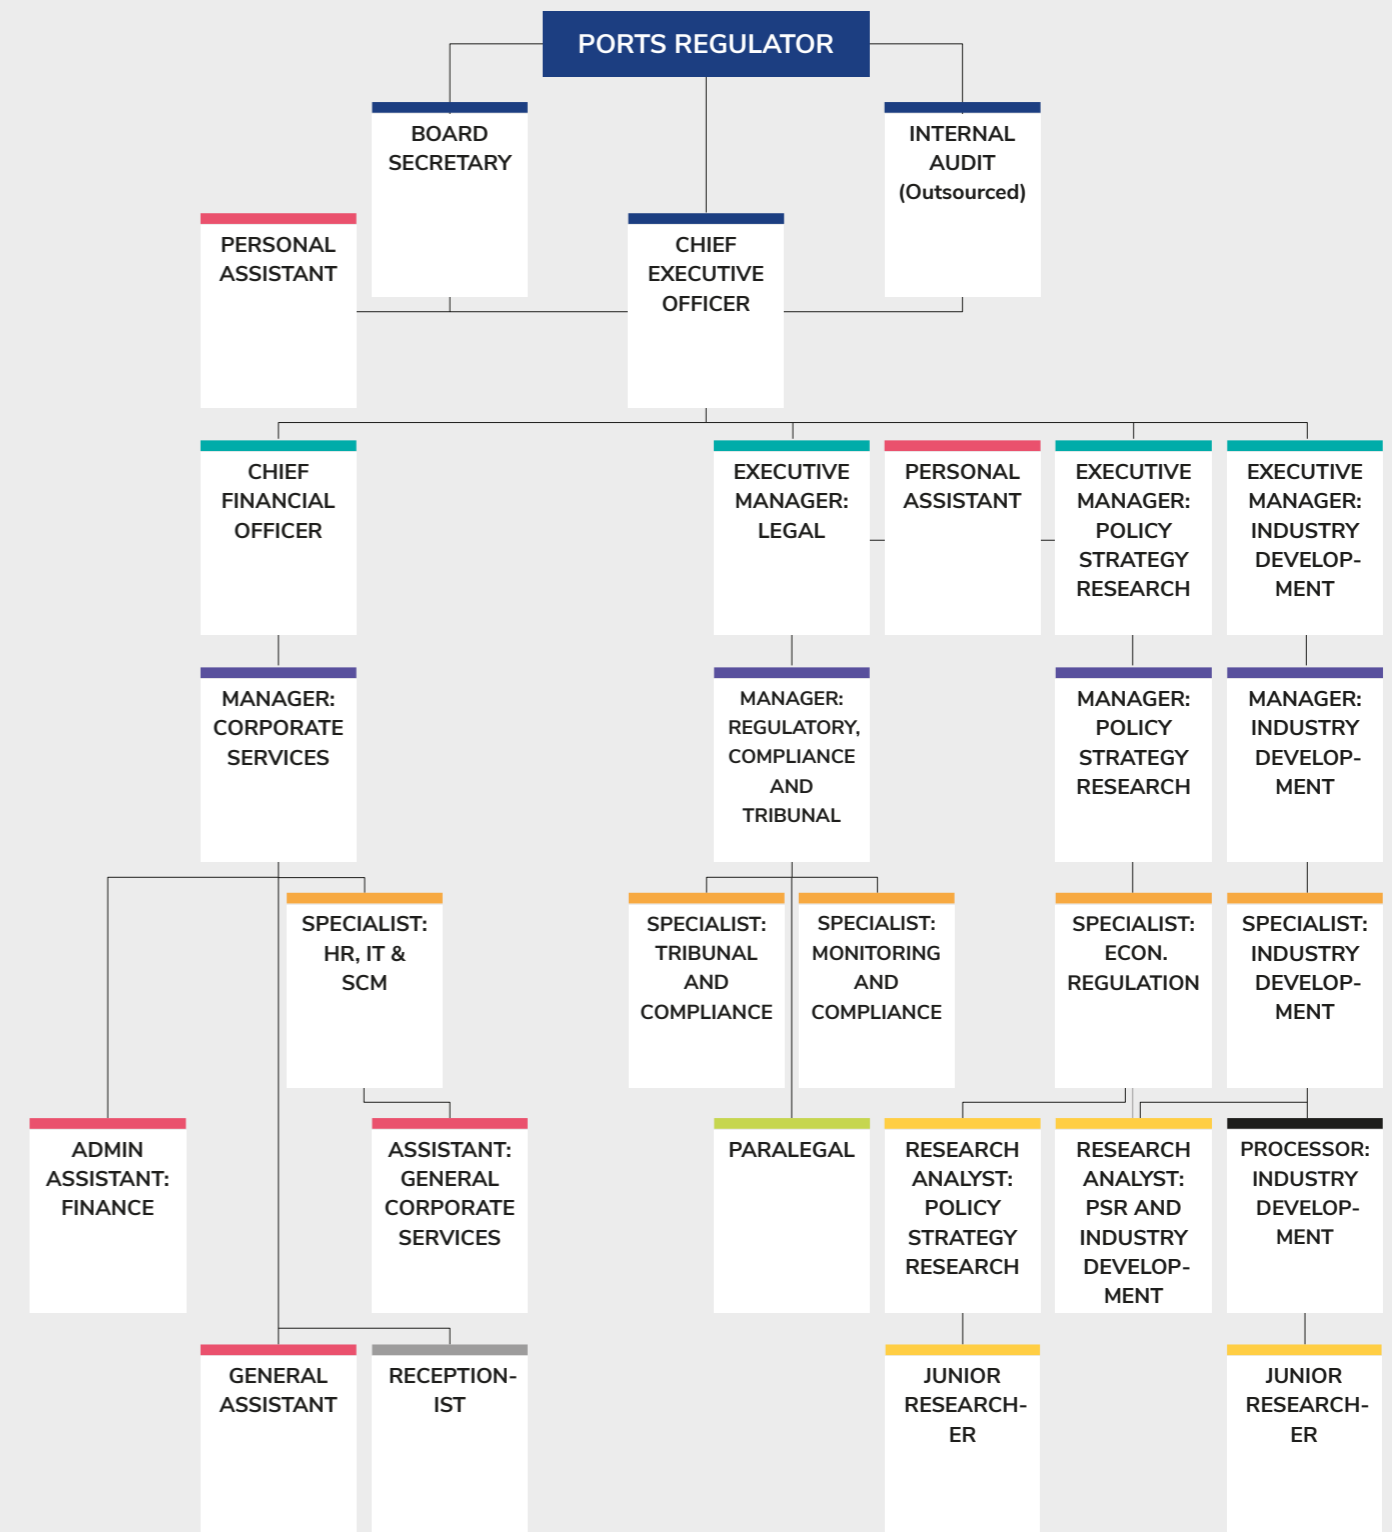 PORTS REGULATOR
BOARD
SECRETARY
INTERNAL
AUDIT
(Outsourced)
PERSONAL
ASSISTANT
CHIEF
EXECUTIVE
OFFICER
CHIEF
FINANCIAL
OFFICER
EXECUTIVE
MANAGER:
LEGAL
PERSONAL
ASSISTANT
EXECUTIVE
MANAGER:
POLICY
STRATEGY
RESEARCH
EXECUTIVE
MANAGER:
INDUSTRY
DEVELOP-
MENT
MANAGER:
CORPORATE
SERVICES
MANAGER:
REGULATORY,
COMPLIANCE
AND
TRIBUNAL
MANAGER:
POLICY
STRATEGY
RESEARCH
MANAGER:
INDUSTRY
DEVELOP-
MENT
SPECIALIST:
HR, IT &
SCM
SPECIALIST:
TRIBUNAL
AND
COMPLIANCE
SPECIALIST:
MONITORING
AND
COMPLIANCE
SPECIALIST:
ECON.
REGULATION
SPECIALIST:
INDUSTRY
DEVELOP-
MENT
ADMIN
ASSISTANT:
FINANCE
ASSISTANT:
GENERAL
CORPORATE
SERVICES
PARALEGAL
RESEARCH
ANALYST:
POLICY
STRATEGY
RESEARCH
RESEARCH
ANALYST:
PSR AND
INDUSTRY
DEVELOP-
MENT
PROCESSOR:
INDUSTRY
DEVELOP-
MENT
GENERAL
ASSISTANT
RECEPTION-
IST
JUNIOR
RESEARCH-
ER
JUNIOR
RESEARCH-
ER